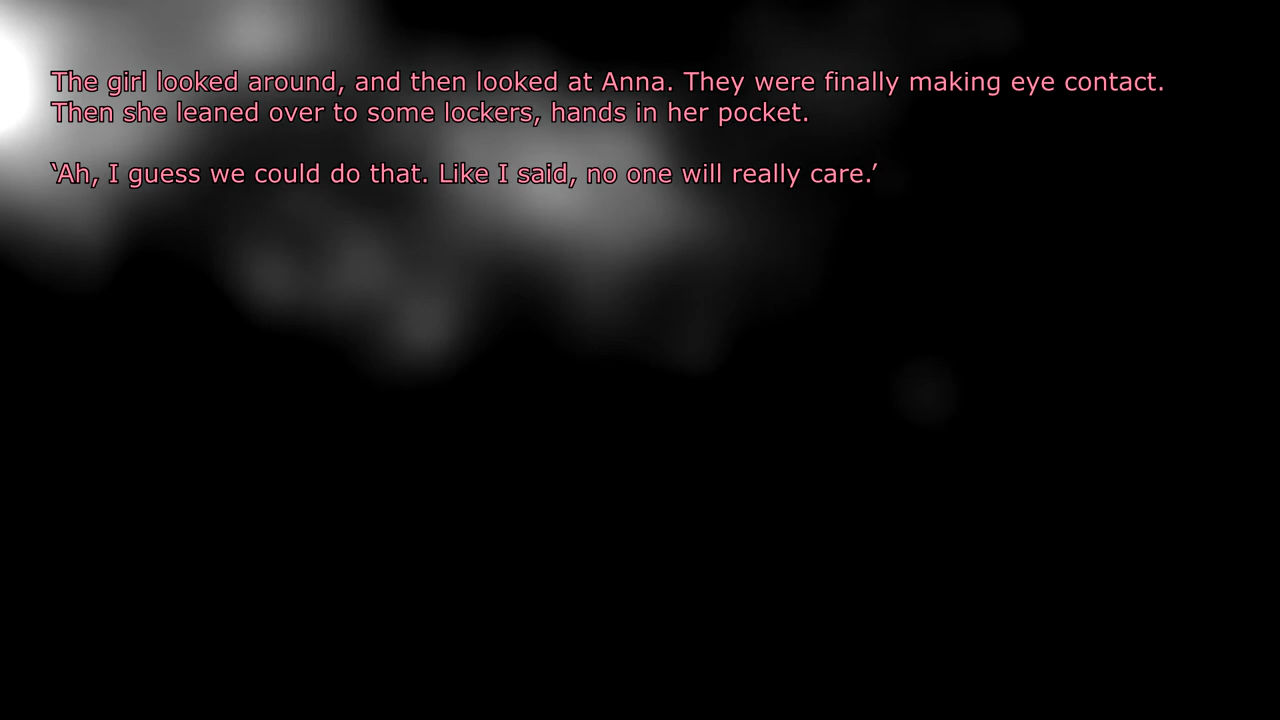 The girl looked around, and then looked at Anna. They were finally making eye contact.
Then she leaned over to some lockers, hands in her pocket.
‘Ah, I guess we could do that. Like I said, no one will really care.’